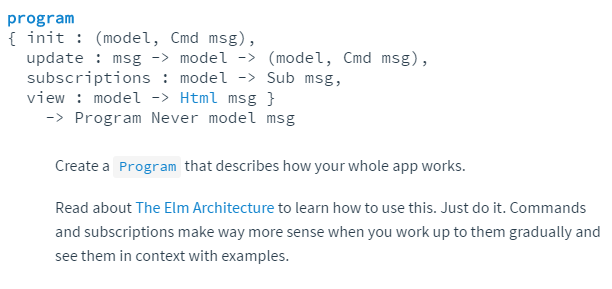 program
{ init : (model, Cmd msg),
  update : msg -> model -> (model, Cmd msg),
  subscriptions : model -> Sub msg,
  view : model -> Html msg }
    -> Program Never model msg
Create a Program that describes how your whole app works.
Read about The Elm Architecture to learn how to use this. Just do it. Commands
and subscriptions make way more sense when you work up to them gradually and
see them in context with examples.